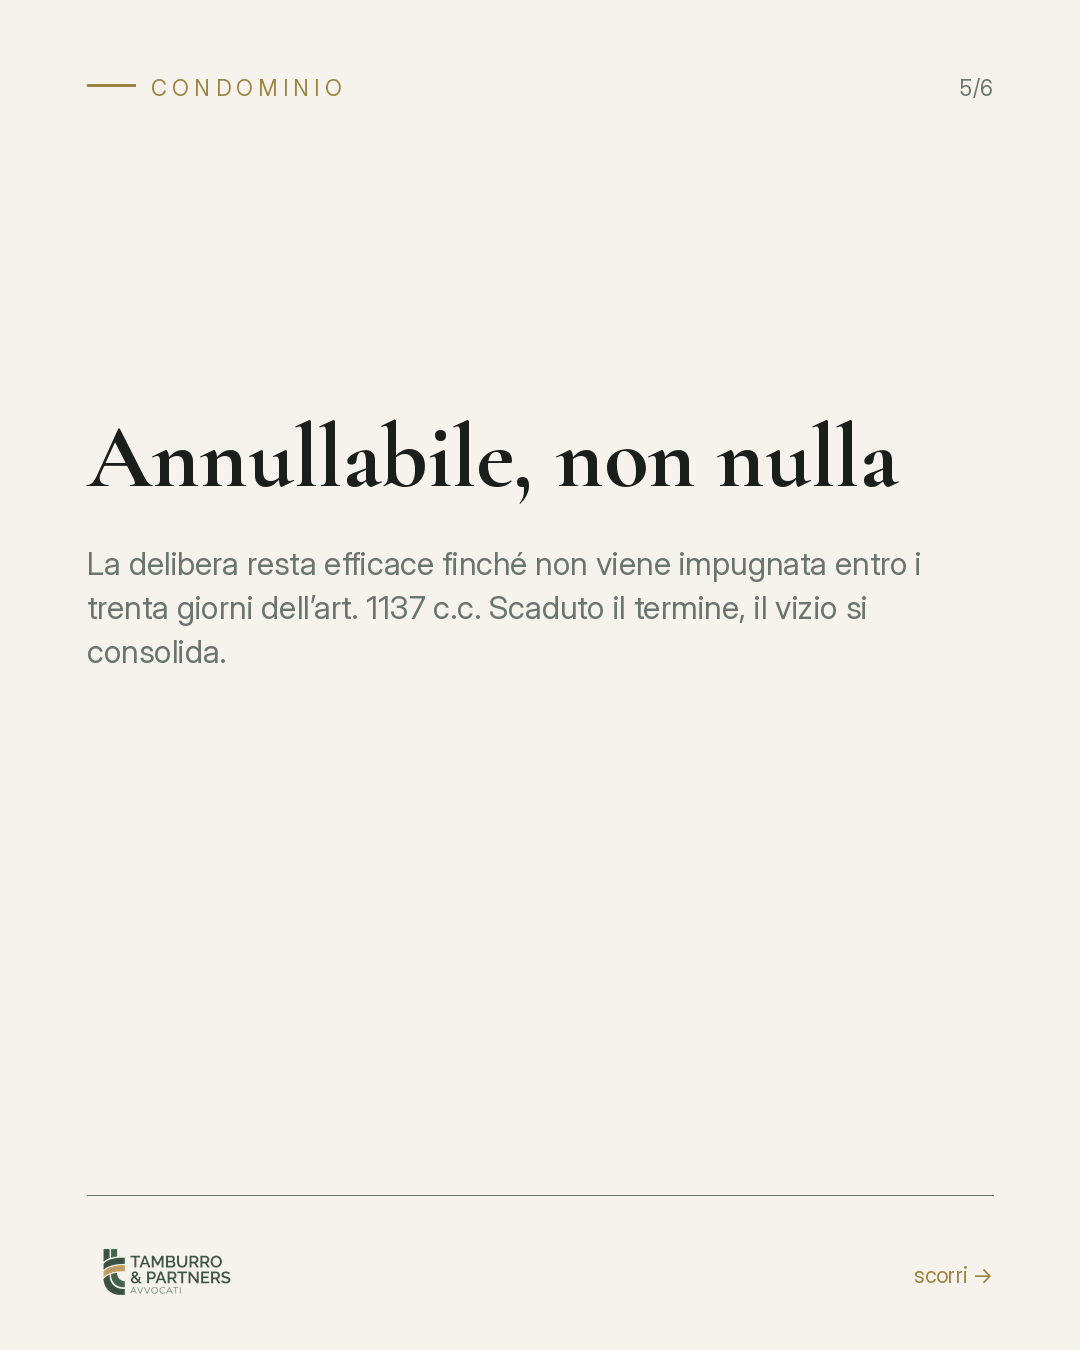 CONDOMINIO
5/6
Annullabile, non nulla
La delibera resta efficace finché non viene impugnata entro i
trenta giorni dell’art. 1137 c.c. Scaduto il termine, il vizio si
consolida.
TAMBURRO
& PARTNERS
AVVOCATI
scorri →